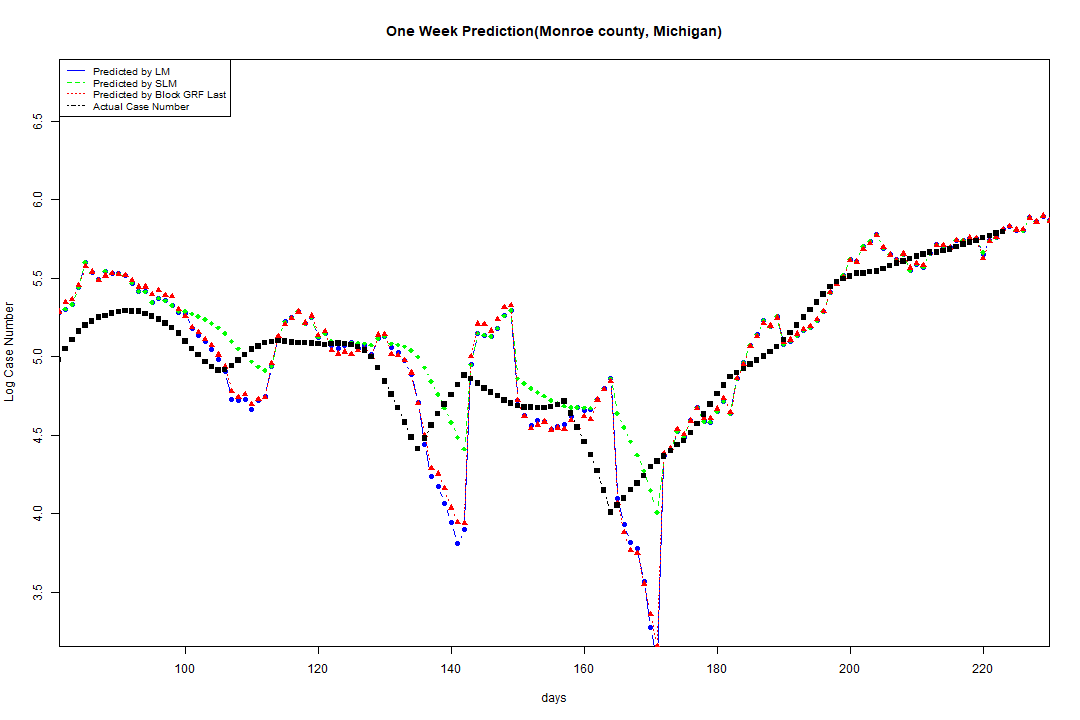 One Week Prediction(Monroe county, Michigan)
Predicted by LM
Predicted by SLM
Predicted by Block GRF Last
Actual Case Number
Log Case Number
6.5
6.0
5.5
5.0
4.5
4.0
3.5
100 120 140 160 180 200 220
days